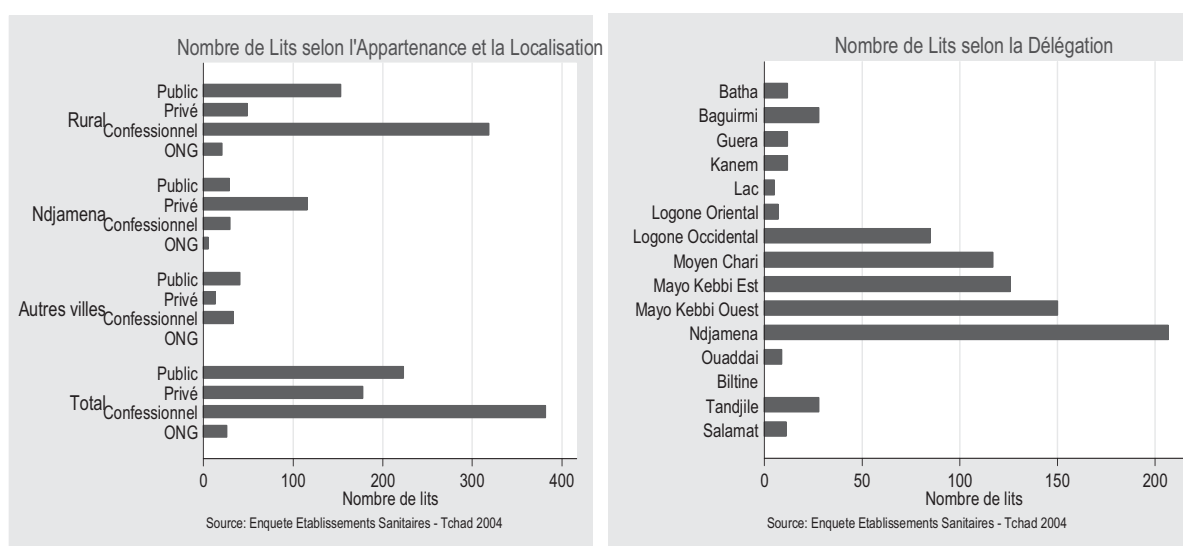 Nombre de Lits selon l'Appartenance et la Localisation
Rural
Public
Privé
Confessionnel
ONG
Ndjamena
Public
Privé
Confessionnel
ONG
Autres villes
Public
Privé
Confessionnel
ONG
Total
Public
Privé
Confessionnel
ONG
0 100 200 300 400
Nombre de lits
Source: Enquete Etablissements Sanitaires - Tchad 2004
Nombre de Lits selon la Délégation
Batha
Baguirmi
Guera
Kanem
Lac
Logone Oriental
Logone Occidental
Moyen Chari
Mayo Kebbi Est
Mayo Kebbi Ouest
Ndjamena
Ouaddai
Biltine
Tandjile
Salamat
0 50 100 150 200
Nombre de lits
Source: Enquete Etablissements Sanitaires - Tchad 2004